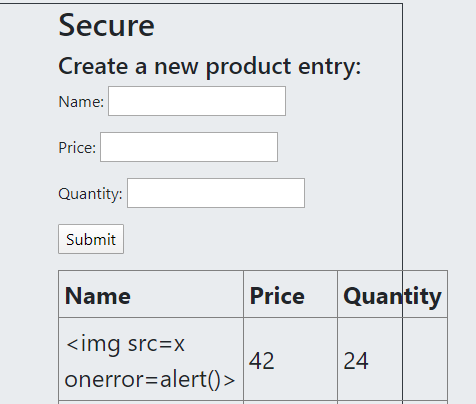 Secure
Create a new product entry:
Name:
Price:
Quantity:
Submit
Name Price Quantity
<img src=x
onerror=alert()> 42 24